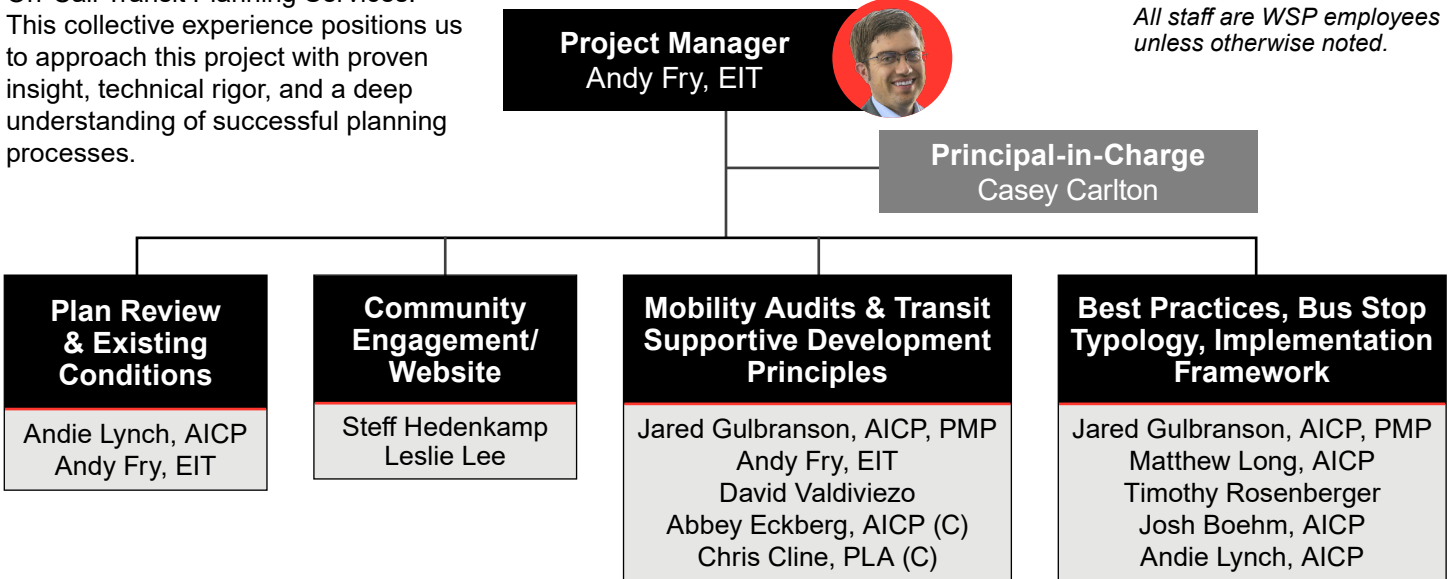 On-Call Transit Planning Services.
This collective experience positions us
to approach this project with proven
insight, technical rigor, and a deep
understanding of successful planning
processes.
Project Manager
Andy Fry, EIT
All staff are WSP employees
unless otherwise noted.
Principal-in-Charge
Casey Carlton
Plan Review
& Existing
Conditions
Andie Lynch, AICP
Andy Fry, EIT
Community
Engagement/
Website
Steff Hedenkamp
Leslie Lee
Mobility Audits & Transit
Supportive Development
Principles
Jared Gulbranson, AICP, PMP
Andy Fry, EIT
David Valdiviezo
Abbey Eckberg, AICP (C)
Chris Cline, PLA (C)
Best Practices, Bus Stop
Typology, Implementation
Framework
Jared Gulbranson, AICP, PMP
Matthew Long, AICP
Timothy Rosenberger
Josh Boehm, AICP
Andie Lynch, AICP